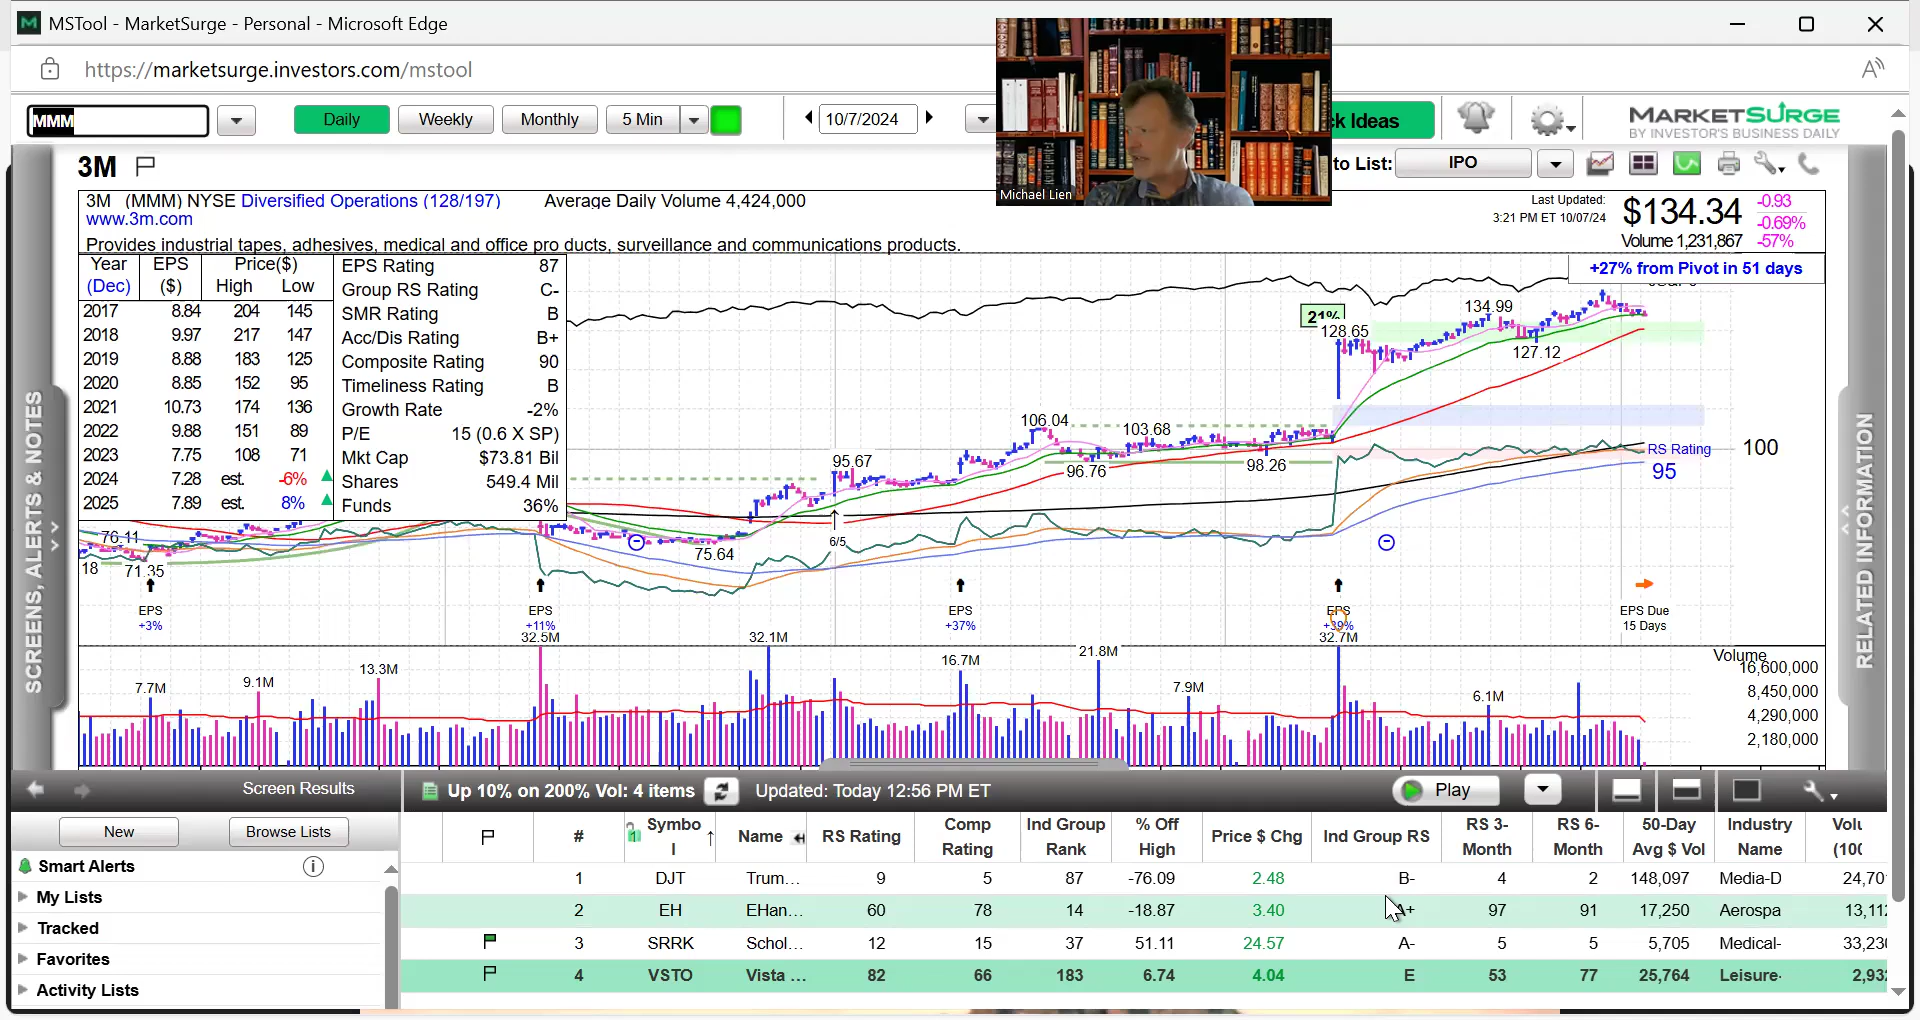 MSTool - MarketSurge - Personal - Microsoft Edge
https://marketsurge.investors.com/mstool
MMM
Daily
Weekly
Monthly
5 Min
10/7/2024
ck Ideas
MARKETSURGE
BY INVESTOR'S BUSINESS DAILY
Michael Lien
3M
to List:
IPO
3M (MMM) NYSE Diversified Operations (128/197) Average Daily Volume 4,424,000
www.3m.com
Provides industrial tapes, adhesives, medical and office pro ducts, surveillance and communications products.
Last Updated:
3:21 PM ET 10/07/24
$134.34
-0.93
-0.69%
Volume 1,231,867 -57%
+27% from Pivot in 51 days
Year EPS Price($)
(Dec) ($) High Low
2017 8.84 204 145
2018 9.97 217 147
2019 8.88 183 125
2020 8.85 152 95
2021 10.73 174 136
2022 9.88 151 89
2023 7.75 108 71
2024 7.28 est. -6%
2025 7.89 est. 8%
EPS Rating 87
Group RS Rating C-
SMR Rating B
Acc/Dis Rating B+
Composite Rating 90
Timeliness Rating B
Growth Rate -2%
P/E 15 (0.6 X SP)
Mkt Cap $73.81 Bil
Shares 549.4 Mil
Funds 36%
21%
128.65
134.99
127.12
106.04
103.68
96.76
98.26
95.67
75.64
6/5
76.11
18
71.35
RS Rating
95
100
EPS
+3%
EPS
+11%
EPS
+37%
EPS
+39%
EPS Due
15 Days
32.5M
32.1M
32.7M
7.7M
9.1M
13.3M
16.7M
21.8M
7.9M
6.1M
Volume
16,600,000
8,450,000
4,290,000
2,180,000
SCREENS, ALERTS & NOTES
RELATED INFORMATION
Screen Results
Up 10% on 200% Vol: 4 items
Updated: Today 12:56 PM ET
Play
New
Browse Lists
Smart Alerts
My Lists
Tracked
Favorites
Activity Lists
# Symbo Name RS Rating Comp Ind Group % Off Price $ Chg Ind Group RS RS 3- RS 6- 50-Day Industry Volu
l Rating Rank High Month Month Avg $ Vol Name (100
1 DJT Trum... 9 5 87 -76.09 2.48 B- 4 2 148,097 Media-D 24,70
2 EH EHan... 60 78 14 -18.87 3.40 A+ 97 91 17,250 Aerospa 13,112
3 SRRK Schol... 12 15 37 51.11 24.57 A- 5 5 5,705 Medical- 33,230
4 VSTO Vista ... 82 66 183 6.74 4.04 E 53 77 25,764 Leisure- 2,932